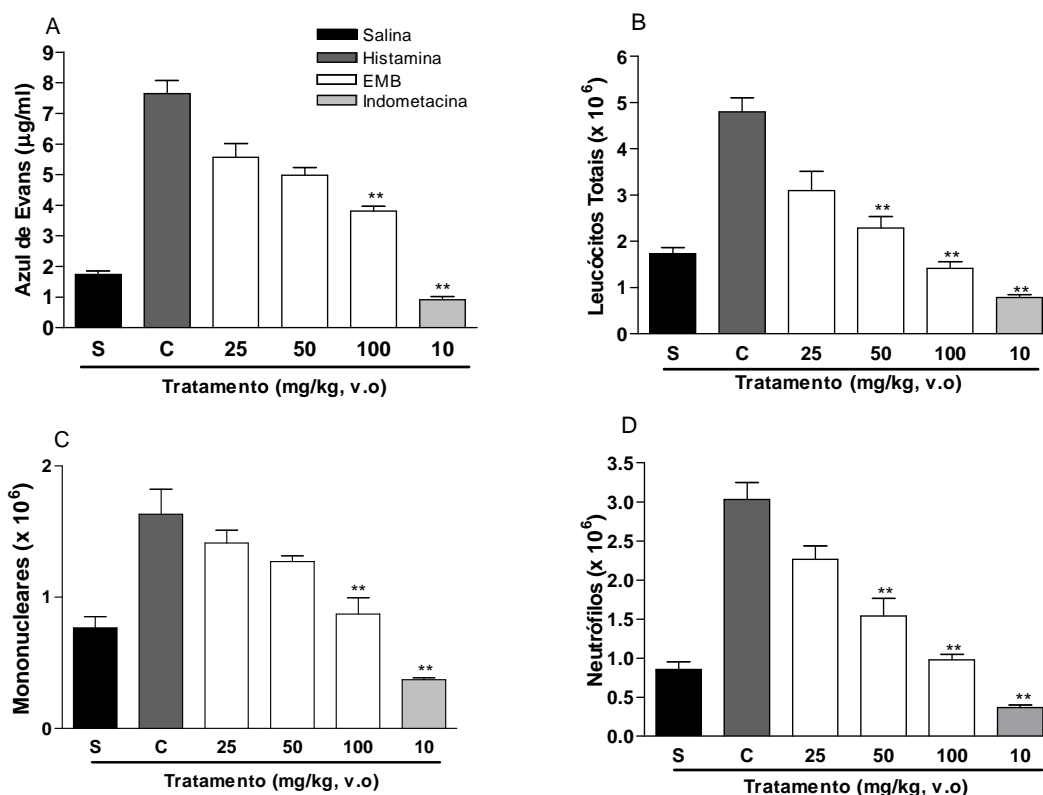 A
Salina
Histamina
EMB
Indometacina
Azul de Evans (µg/ml)
9
8
7
6
5
4
3
2
1
0
**
**
S C 25 50 100 10
Tratamento (mg/kg, v.o)
B
Leucócitos Totais (x 10⁶)
6
5
4
3
2
1
0
**
**
**
S C 25 50 100 10
Tratamento (mg/kg, v.o)
C
Mononucleares (x 10⁶)
2
1
0
**
**
S C 25 50 100 10
Tratamento (mg/kg, v.o)
D
Neutrófilos (x 10⁶)
3.5
3.0
2.5
2.0
1.5
1.0
0.5
0.0
**
**
**
S C 25 50 100 10
Tratamento (mg/kg, v.o)